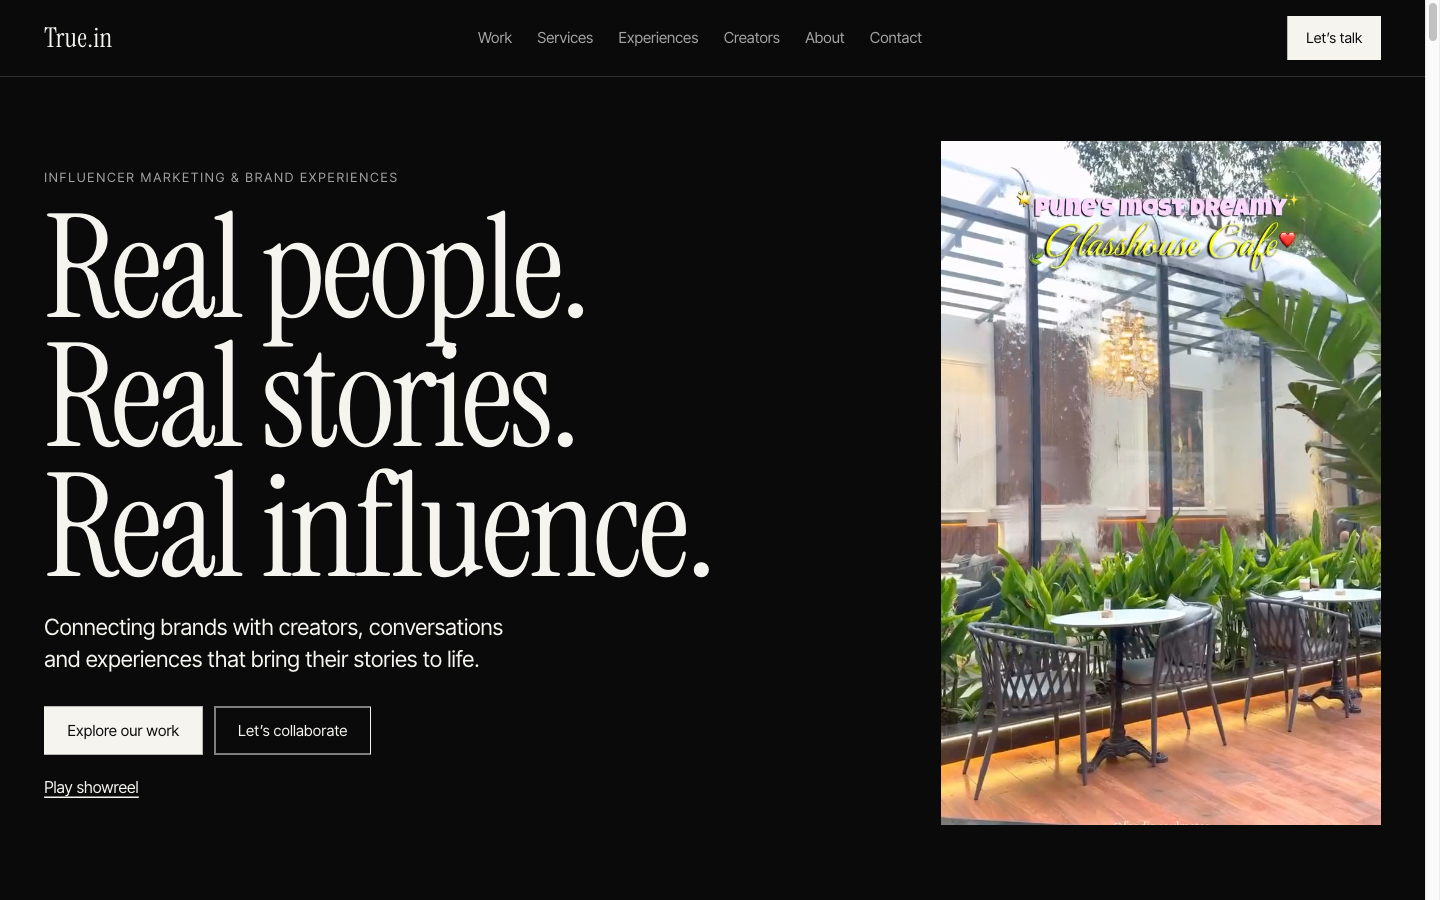 True.in
Work
Services
Experiences
Creators
About
Contact
Let’s talk
INFLUENCER MARKETING & BRAND EXPERIENCES
Real people.
Real stories.
Real influence.
Connecting brands with creators, conversations
and experiences that bring their stories to life.
Explore our work
Let’s collaborate
Play showreel
Pune's most Dreamy
Glasshouse Cafe